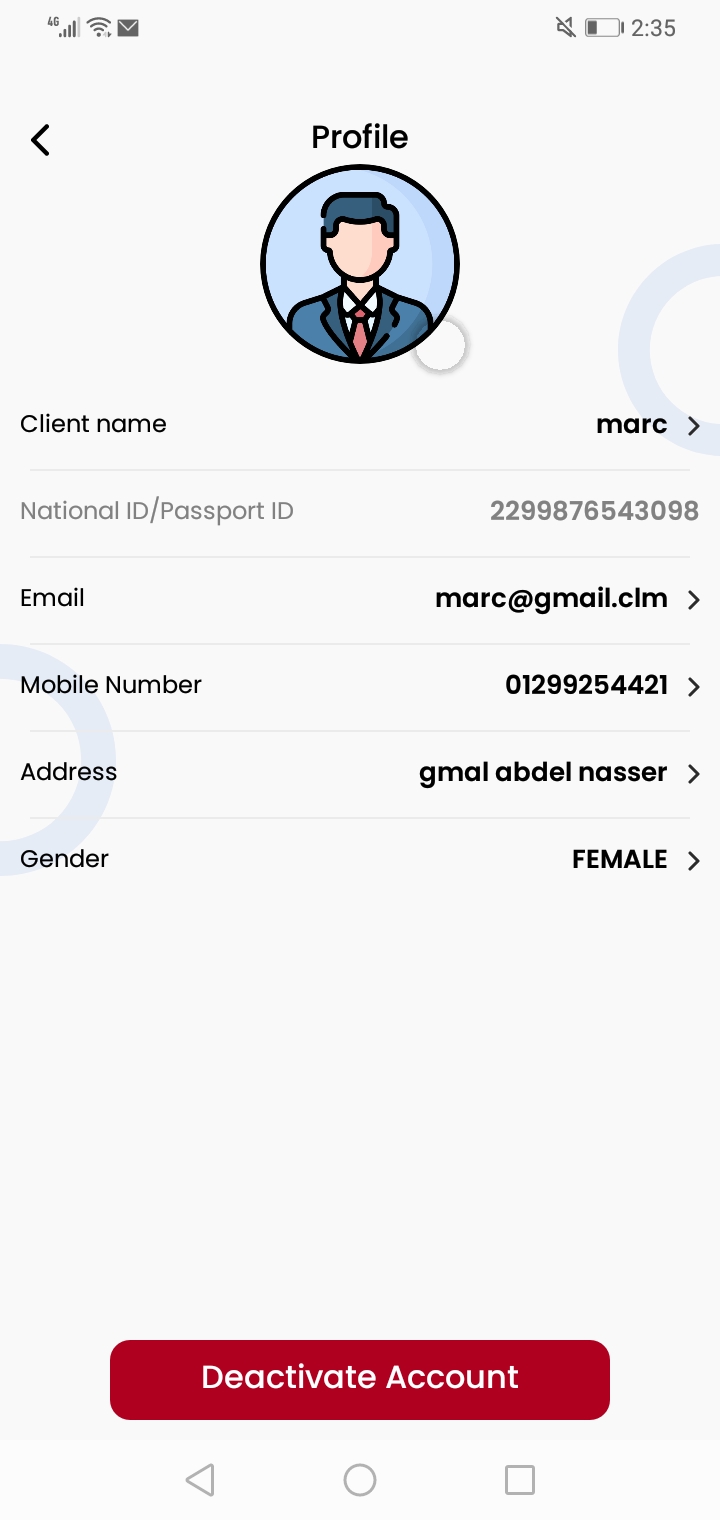 4G 2:35
Profile
Client name marc
National ID/Passport ID 2299876543098
Email marc@gmail.clm
Mobile Number 01299254421
Address gmal abdel nasser
Gender FEMALE
Deactivate Account